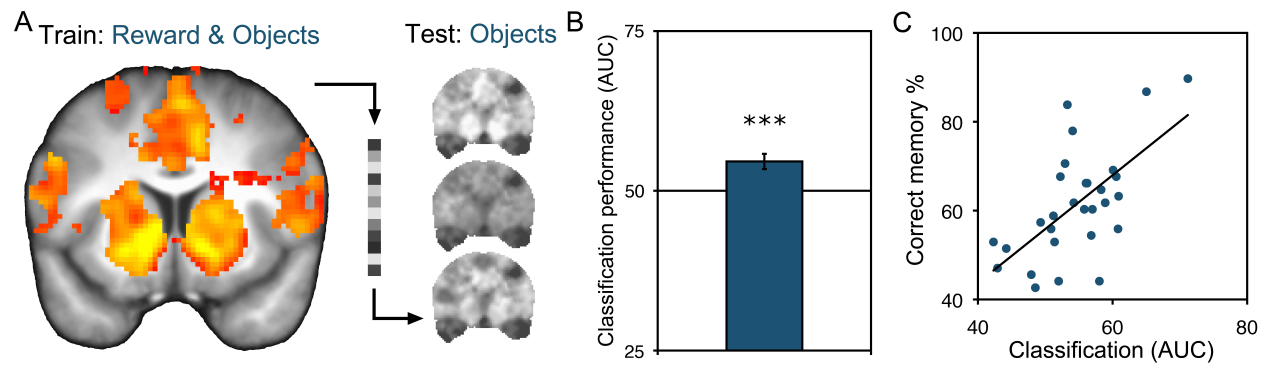 A
Train: Reward & Objects
Test: Objects
B
75
50
25
Classification performance (AUC)
***
C
100
80
60
40
Correct memory %
40 60 80
Classification (AUC)